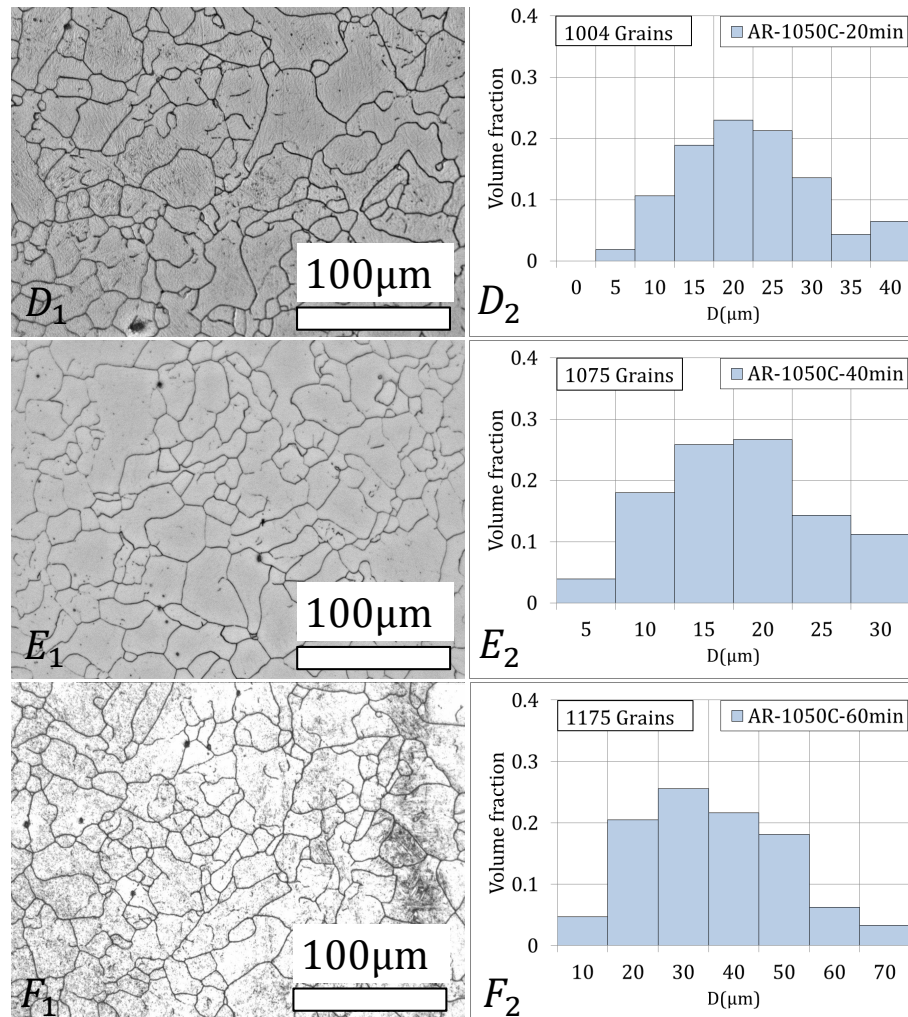 100μm
D1
0.4
0.3
0.2
0.1
0
Volume fraction
1004 Grains
AR-1050C-20min
0 5 10 15 20 25 30 35 40
D(μm)
D2
100μm
E1
0.4
0.3
0.2
0.1
0
Volume fraction
1075 Grains
AR-1050C-40min
5 10 15 20 25 30
D(μm)
E2
100μm
F1
0.4
0.3
0.2
0.1
0
Volume fraction
1175 Grains
AR-1050C-60min
10 20 30 40 50 60 70
D(μm)
F2